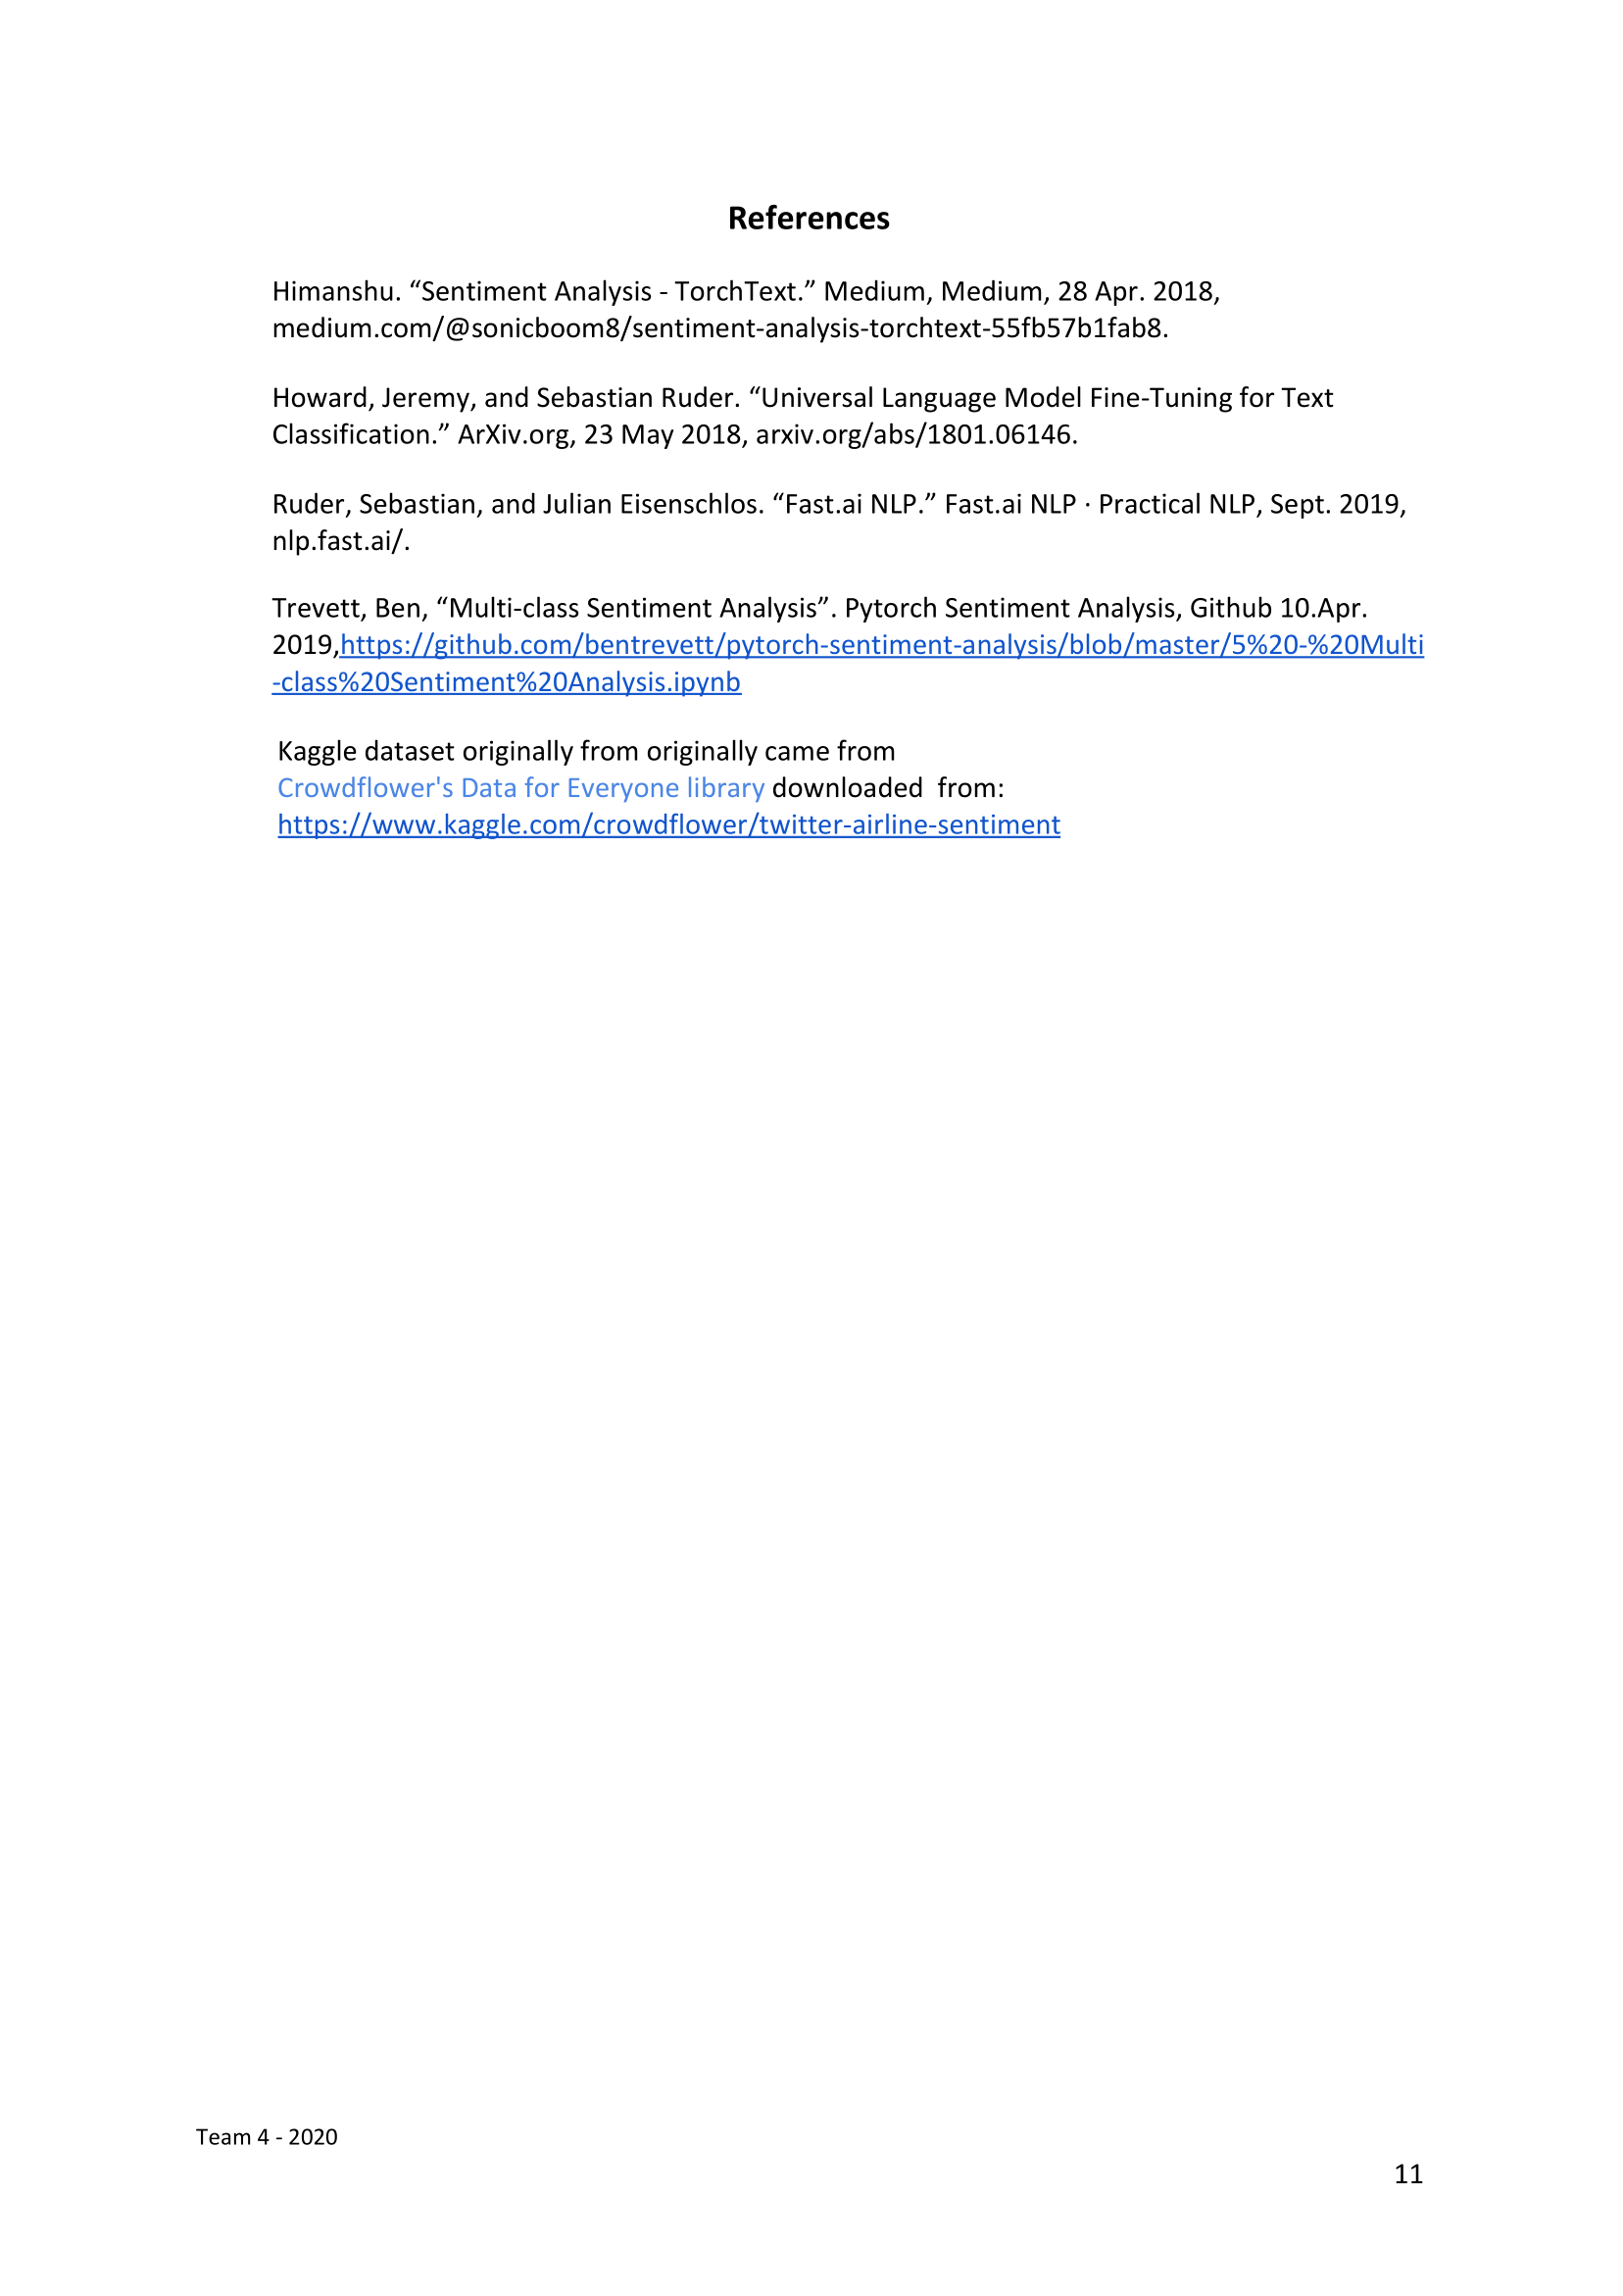 References
Himanshu. “Sentiment Analysis - TorchText.” Medium, Medium, 28 Apr. 2018,
medium.com/@sonicboom8/sentiment-analysis-torchtext-55fb57b1fab8.
Howard, Jeremy, and Sebastian Ruder. “Universal Language Model Fine-Tuning for Text
Classification.” ArXiv.org, 23 May 2018, arxiv.org/abs/1801.06146.
Ruder, Sebastian, and Julian Eisenschlos. “Fast.ai NLP.” Fast.ai NLP · Practical NLP, Sept. 2019,
nlp.fast.ai/.
Trevett, Ben, “Multi-class Sentiment Analysis”. Pytorch Sentiment Analysis, Github 10.Apr.
2019,https://github.com/bentrevett/pytorch-sentiment-analysis/blob/master/5%20-%20Multi
-class%20Sentiment%20Analysis.ipynb
Kaggle dataset originally from originally came from
Crowdflower's Data for Everyone library downloaded  from:
https://www.kaggle.com/crowdflower/twitter-airline-sentiment
Team 4 - 2020
11